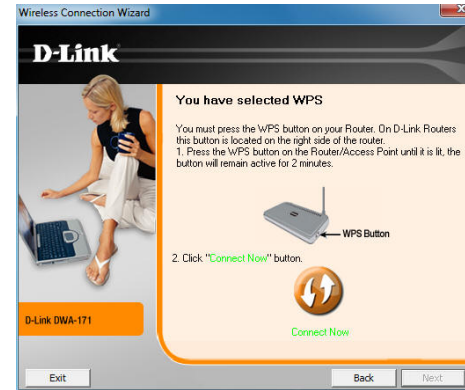 Wireless Connection Wizard
D-Link
You have selected WPS
You must press the WPS button on your Router. On D-Link Routers
this button is located on the right side of the router.
1. Press the WPS button on the Router/Access Point until it is lit, the
button will remain active for 2 minutes.
WPS Button
2. Click "Connect Now" button.
D-Link DWA-171
Connect Now
Exit
Back
Next